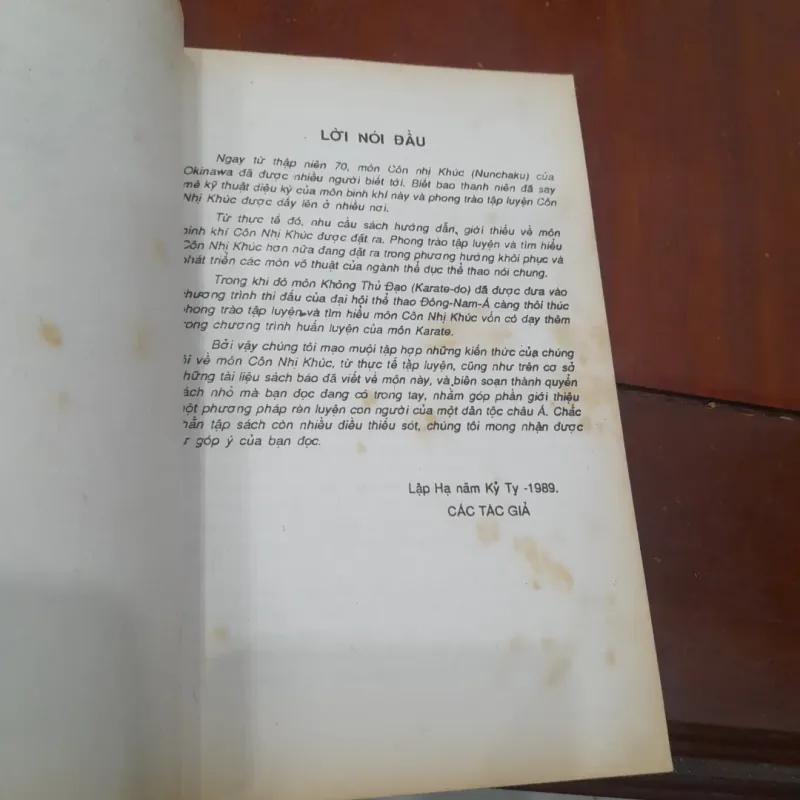 LỜI NÓI ĐẦU
Ngay từ thập niên 70, môn Côn nhị Khúc (Nunchaku) của
Okinawa đã được nhiều người biết tới. Biết bao thanh niên đã say
mê kỹ thuật diệu kỳ của môn binh khí này và phong trào tập luyện Côn
Nhị Khúc được dấy lên ở nhiều nơi.
Từ thực tế đó, nhu cầu sách hướng dẫn, giới thiệu về môn
binh khí Côn Nhị Khúc được đặt ra. Phong trào tập luyện và tìm hiểu
Côn Nhị Khúc hơn nữa đang đặt ra trong phương hướng khôi phục và
phát triển các môn võ thuật của ngành thể dục thể thao nói chung.
Trong khi đó môn Không Thủ Đạo (Karate-do) đã được đưa vào
chương trình thi đấu của đại hội thể thao Đông-Nam-Á càng thôi thúc
phong trào tập luyện và tìm hiểu môn Côn Nhị Khúc vốn có dạy thêm
trong chương trình huấn luyện của môn Karate.
Bởi vậy chúng tôi mạo muội tập hợp những kiến thức của chúng
ôi về môn Côn Nhị Khúc, từ thực tế tập luyện, cũng như trên cơ sở
những tài liệu sách báo đã viết về môn này, và biên soạn thành quyển
sách nhỏ mà bạn đọc đang có trong tay, nhằm góp phần giới thiệu
một phương pháp rèn luyện con người của một dân tộc châu Á. Chắc
hẳn tập sách còn nhiều điều thiếu sót, chúng tôi mong nhận được
ự góp ý của bạn đọc.
Lập Hạ năm Kỷ Tỵ -1989.
CÁC TÁC GIẢ